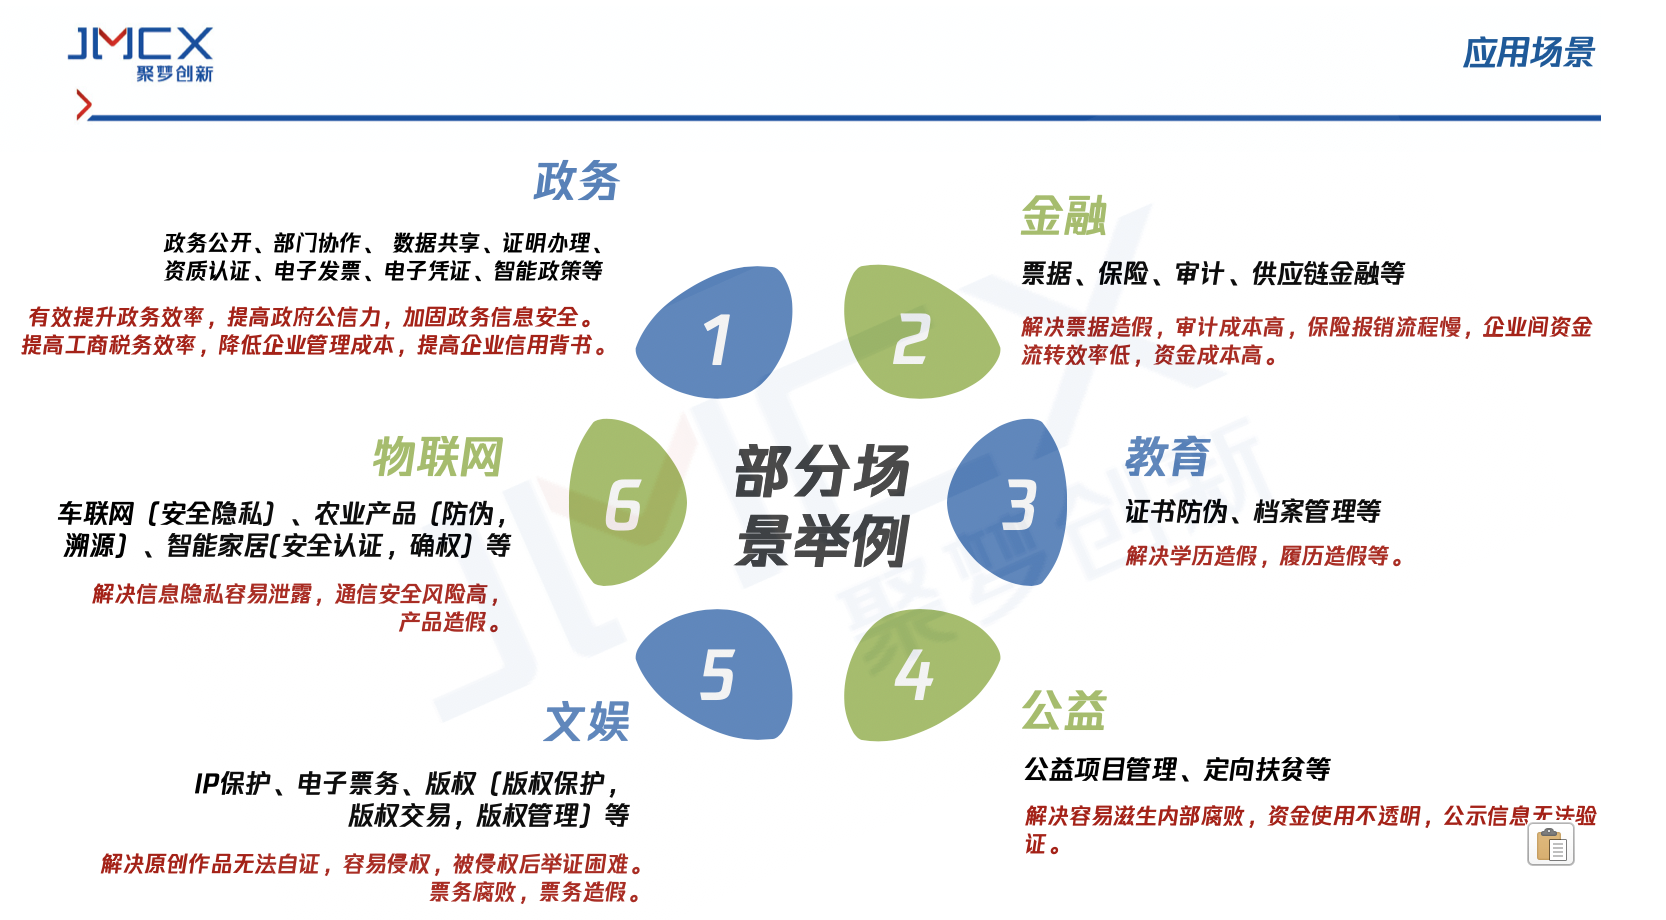 JMCX
聚梦创新
应用场景
政务
政务公开、部门协作、 数据共享、证明办理、
资质认证、电子发票、电子凭证、智能政策等
有效提升政务效率，提高政府公信力，加固政务信息安全。
提高工商税务效率，降低企业管理成本，提高企业信用背书。
1
金融
票据、保险、审计、供应链金融等
解决票据造假，审计成本高，保险报销流程慢，企业间资金
流转效率低，资金成本高。
2
部分场
景举例
教育
证书防伪、档案管理等
解决学历造假，履历造假等。
3
公益
公益项目管理、定向扶贫等
解决容易滋生内部腐败，资金使用不透明，公示信息无法验
证。
4
文娱
IP保护、电子票务、版权（版权保护，
版权交易，版权管理）等
解决原创作品无法自证，容易侵权，被侵权后举证困难。
票务腐败，票务造假。
5
物联网
车联网（安全隐私）、农业产品（防伪，
溯源）、智能家居(安全认证，确权）等
解决信息隐私容易泄露，通信安全风险高，
产品造假。
6
JMCX
聚梦创新